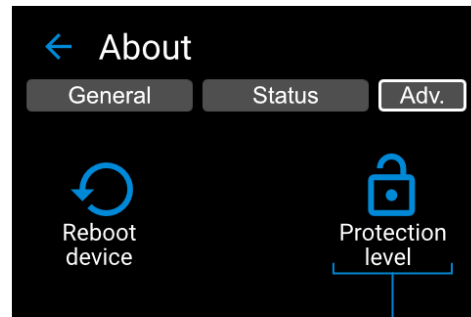 About
General Status Adv.
Reboot Protection
device level